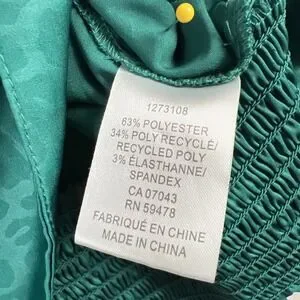 1273108
63% POLYESTER
34% POLY RECYCLÉ/
RECYCLED POLY
3% ÉLASTHANNE/
SPANDEX
CA 07043
RN 59478
FABRIQUÉ EN CHINE
MADE IN CHINA